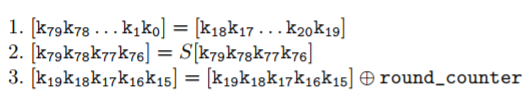 1. [k₇₉k₇₈ . . . k₁k₀] = [k₁₈k₁₇ . . . k₂₀k₁₉]
2. [k₇₉k₇₈k₇₇k₇₆] = S[k₇₉k₇₈k₇₇k₇₆]
3. [k₁₉k₁₈k₁₇k₁₆k₁₅] = [k₁₉k₁₈k₁₇k₁₆k₁₅] ⊕ round_counter